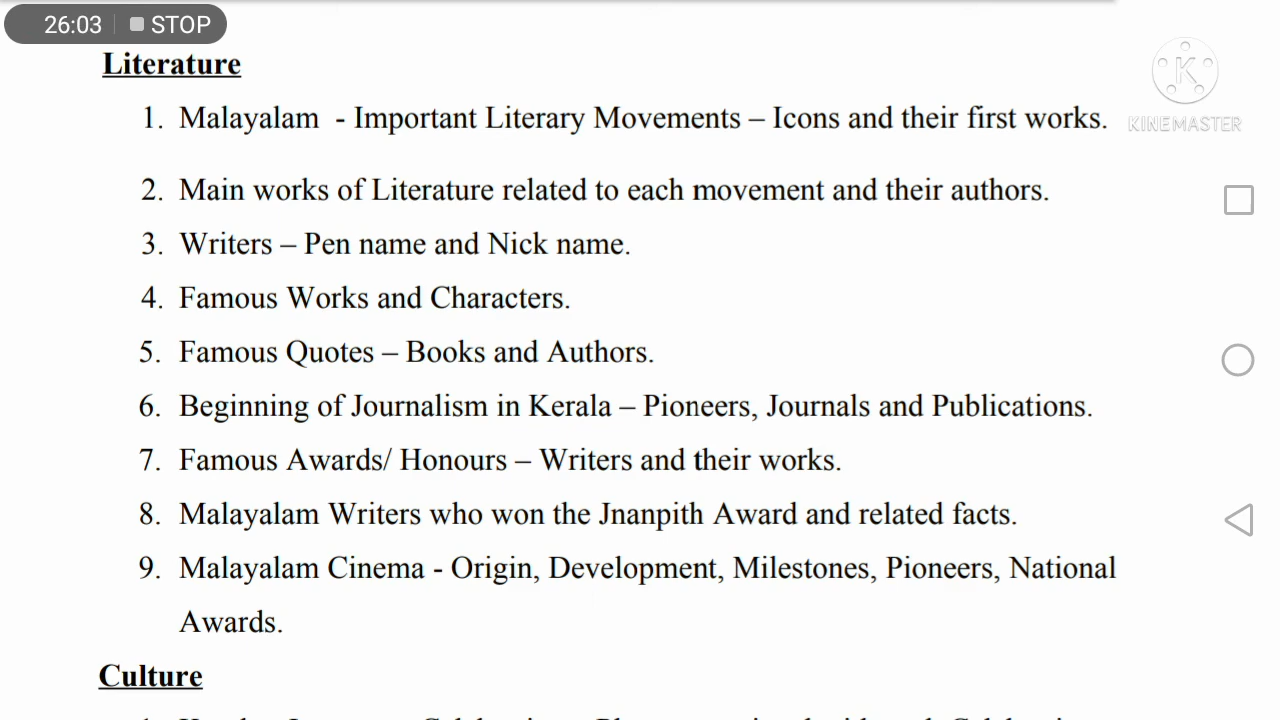 26:03 STOP
Literature
1. Malayalam - Important Literary Movements – Icons and their first works.
KINEMASTER
2. Main works of Literature related to each movement and their authors.
3. Writers – Pen name and Nick name.
4. Famous Works and Characters.
5. Famous Quotes – Books and Authors.
6. Beginning of Journalism in Kerala – Pioneers, Journals and Publications.
7. Famous Awards/ Honours – Writers and their works.
8. Malayalam Writers who won the Jnanpith Award and related facts.
9. Malayalam Cinema - Origin, Development, Milestones, Pioneers, National
Awards.
Culture